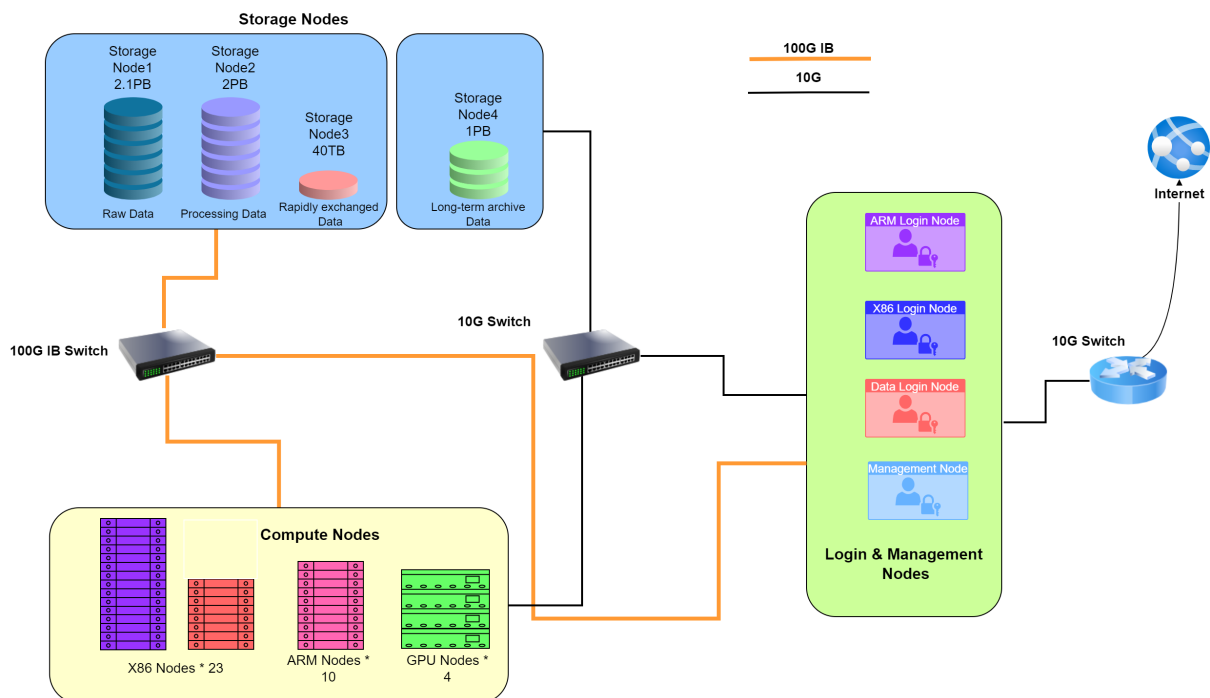 Storage Nodes
Storage
Node1
2.1PB
Storage
Node2
2PB
Storage
Node3
40TB
Raw Data
Processing Data
Rapidly exchanged
Data
Storage
Node4
1PB
Long-term archive
Data
100G IB
10G
Internet
100G IB Switch
10G Switch
10G Switch
ARM Login Node
X86 Login Node
Data Login Node
Management Node
Login & Management
Nodes
Compute Nodes
X86 Nodes * 23
ARM Nodes *
10
GPU Nodes *
4